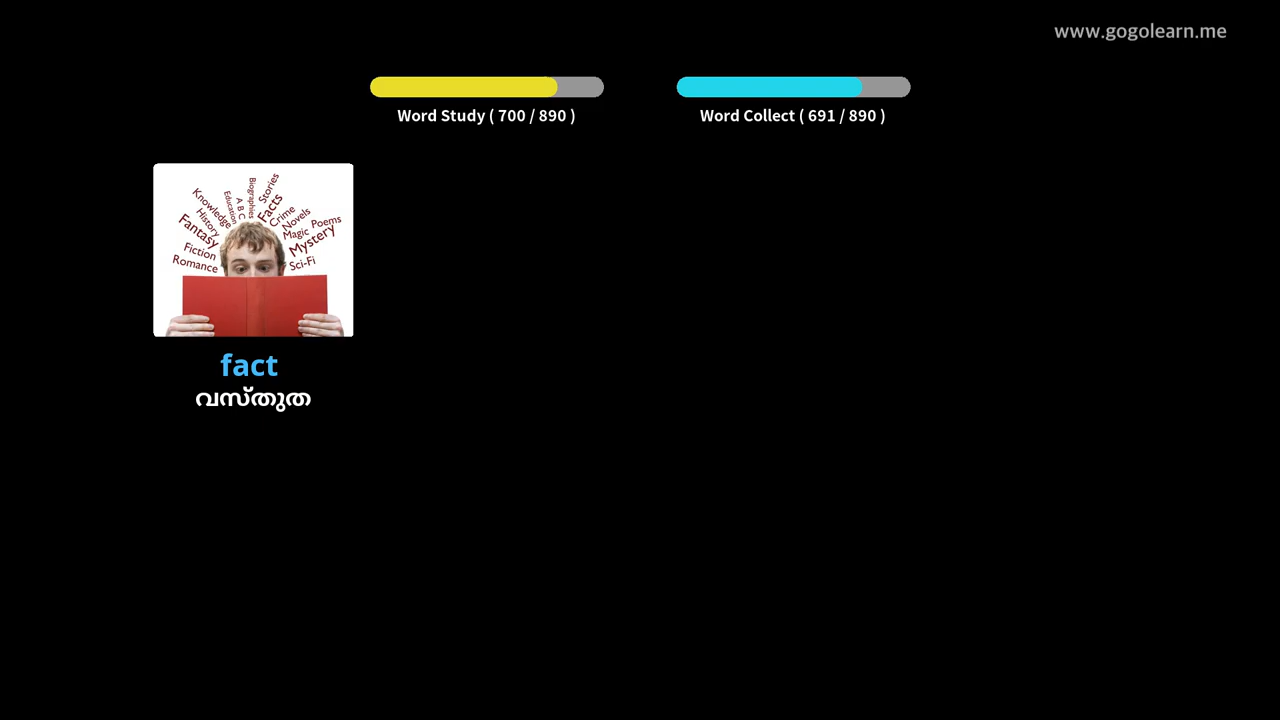 www.gogolearn.me
Word Study ( 700 / 890 )
Word Collect ( 691 / 890 )
Knowledge
History
Fantasy
Fiction
Romance
Education
A B C
Biographies
Stories
Facts
Crime
Novels
Magic
Poems
Mystery
Sci-Fi
fact
വസ്തുത